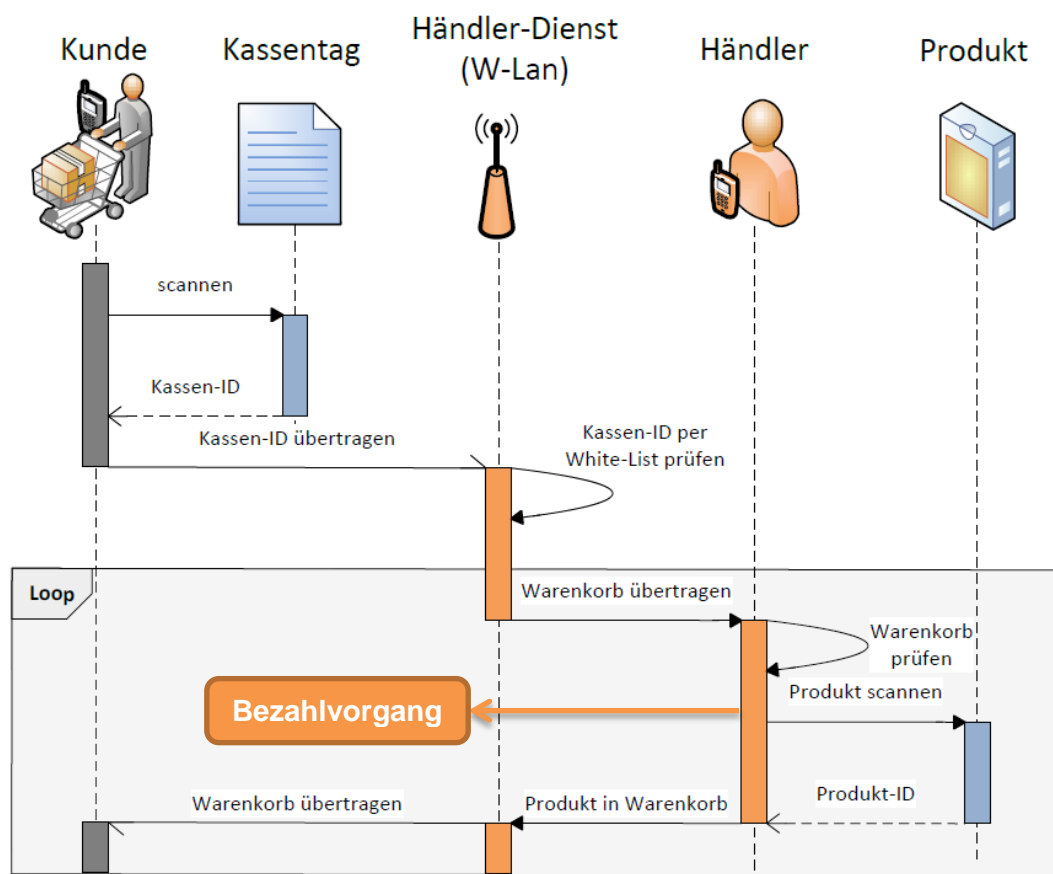 Kunde
Kassentag
Händler-Dienst
(W-Lan)
Händler
Produkt
scannen
Kassen-ID
Kassen-ID übertragen
Kassen-ID per
White-List prüfen
Loop
Warenkorb übertragen
Warenkorb
prüfen
Produkt scannen
Bezahlvorgang
Produkt-ID
Warenkorb übertragen
Produkt in Warenkorb